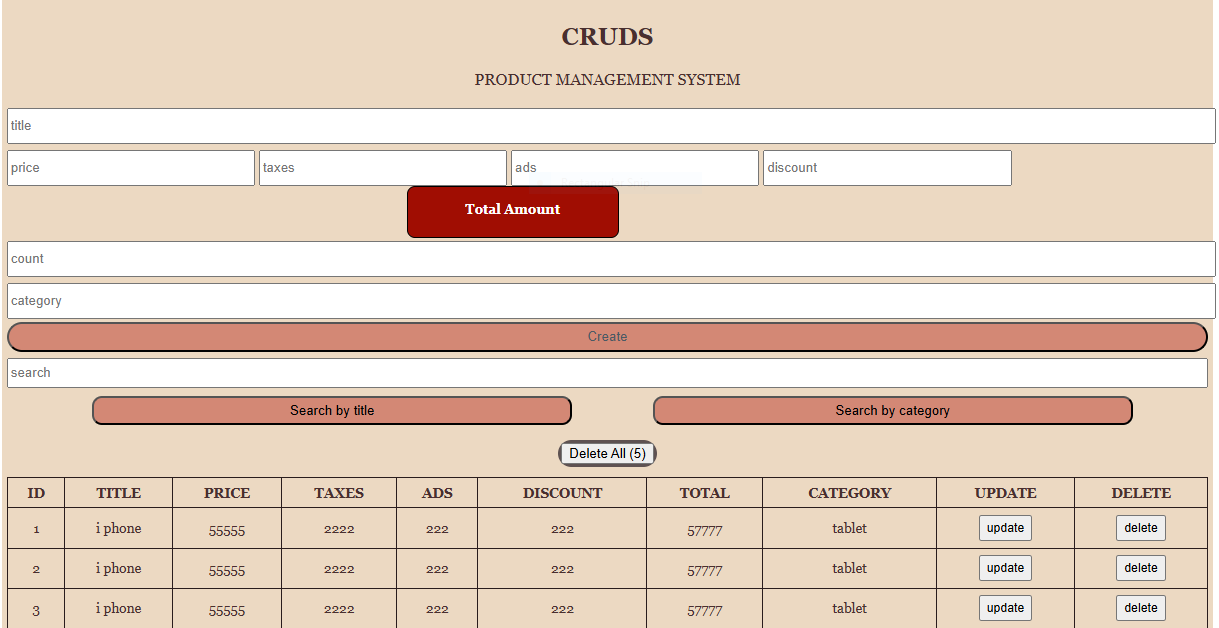 CRUDS
PRODUCT MANAGEMENT SYSTEM
title
price taxes ads discount
Total Amount
count
category
Create
search
Search by title Search by category
Delete All (5)
ID TITLE PRICE TAXES ADS DISCOUNT TOTAL CATEGORY UPDATE DELETE
1 i phone 55555 2222 222 222 57777 tablet update delete
2 i phone 55555 2222 222 222 57777 tablet update delete
3 i phone 55555 2222 222 222 57777 tablet update delete